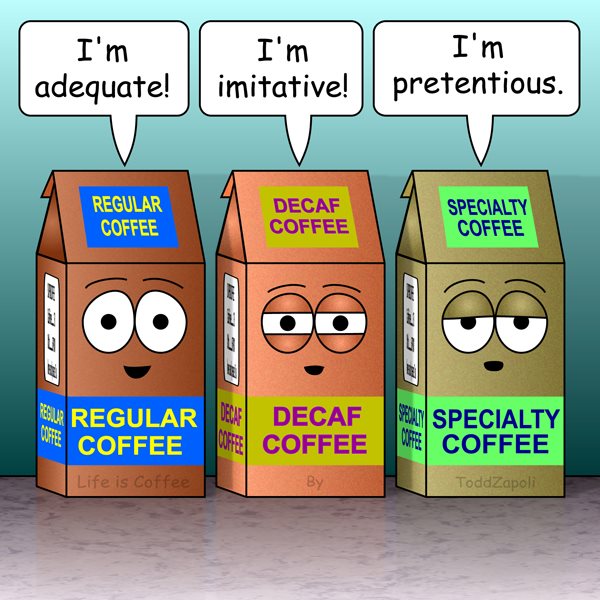 I'm
adequate!
I'm
imitative!
I'm
pretentious.
REGULAR
COFFEE
DECAF
COFFEE
SPECIALTY
COFFEE
REGULAR
COFFEE
REGULAR
COFFEE
DECAF
COFFEE
DECAF
COFFEE
SPECIALTY
COFFEE
SPECIALTY
COFFEE
Life is Coffee
By
ToddZapoli